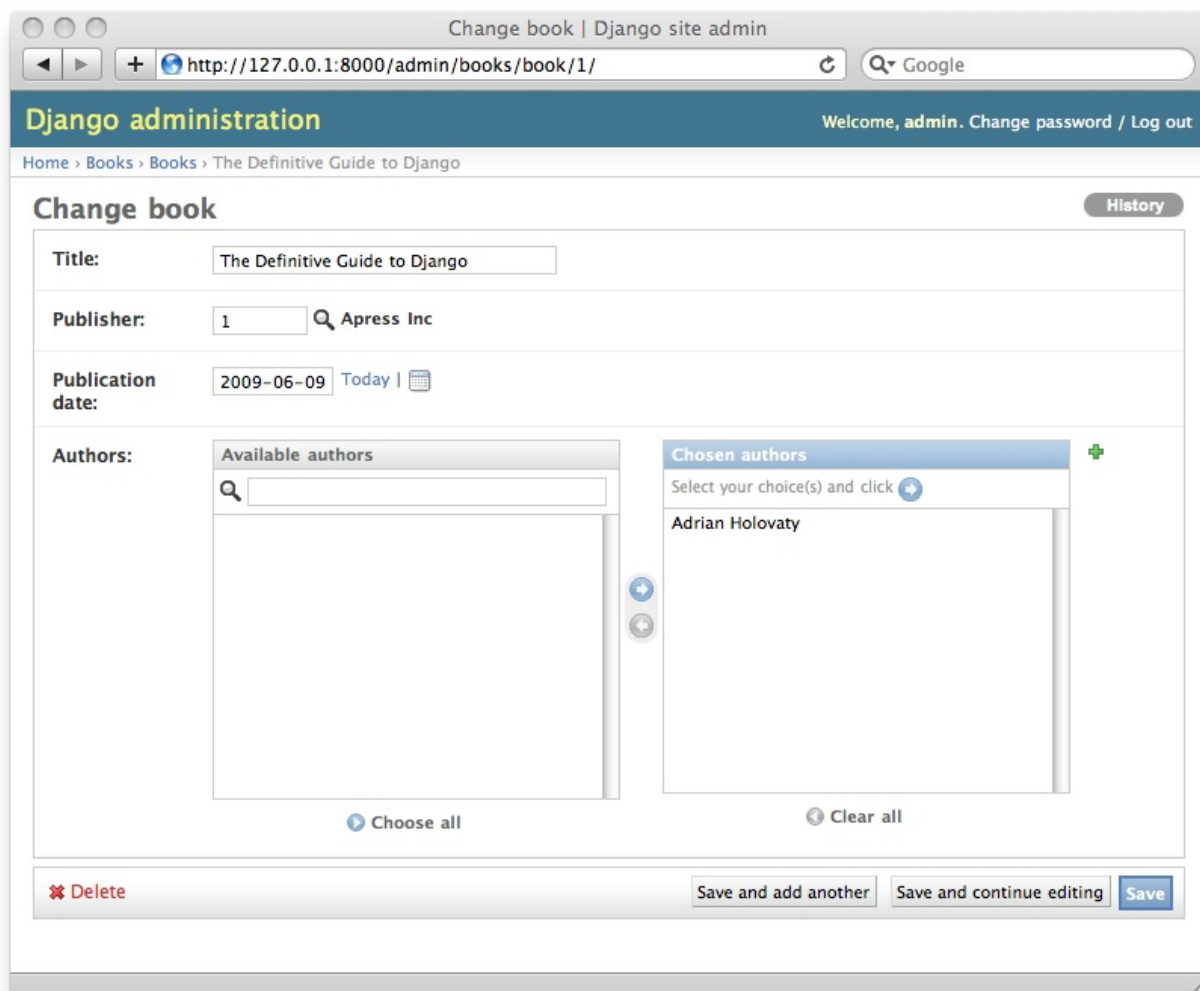 Change book | Django site admin
http://127.0.0.1:8000/admin/books/book/1/
Google
Django administration
Welcome, admin. Change password / Log out
Home › Books › Books › The Definitive Guide to Django
Change book
History
Title:
The Definitive Guide to Django
Publisher:
1
Apress Inc
Publication
date:
2009-06-09
Today |
Authors:
Available authors
Chosen authors
Select your choice(s) and click
Adrian Holovaty
Choose all
Clear all
Delete
Save and add another
Save and continue editing
Save